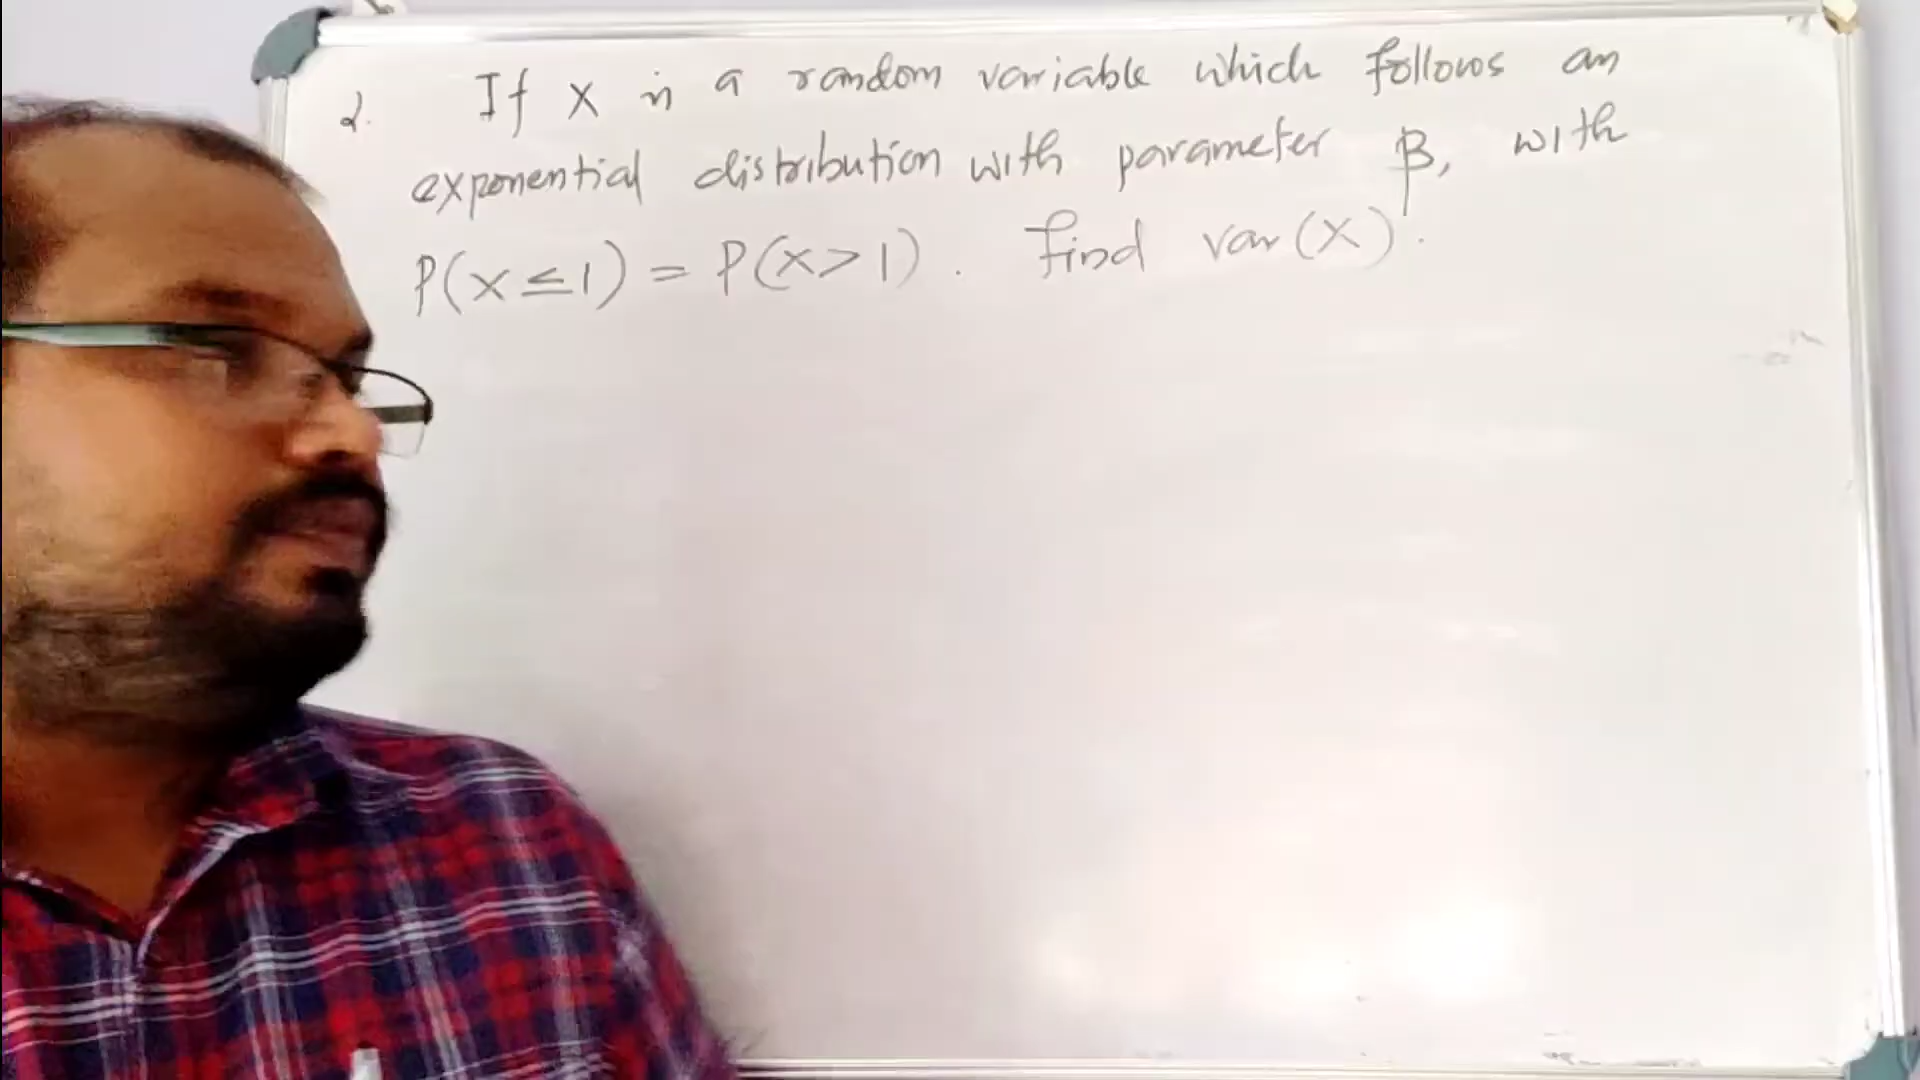 2. If X is a random variable which follows an
exponential distribution with parameter β, with
P(X≤1) = P(X>1). Find var(X).